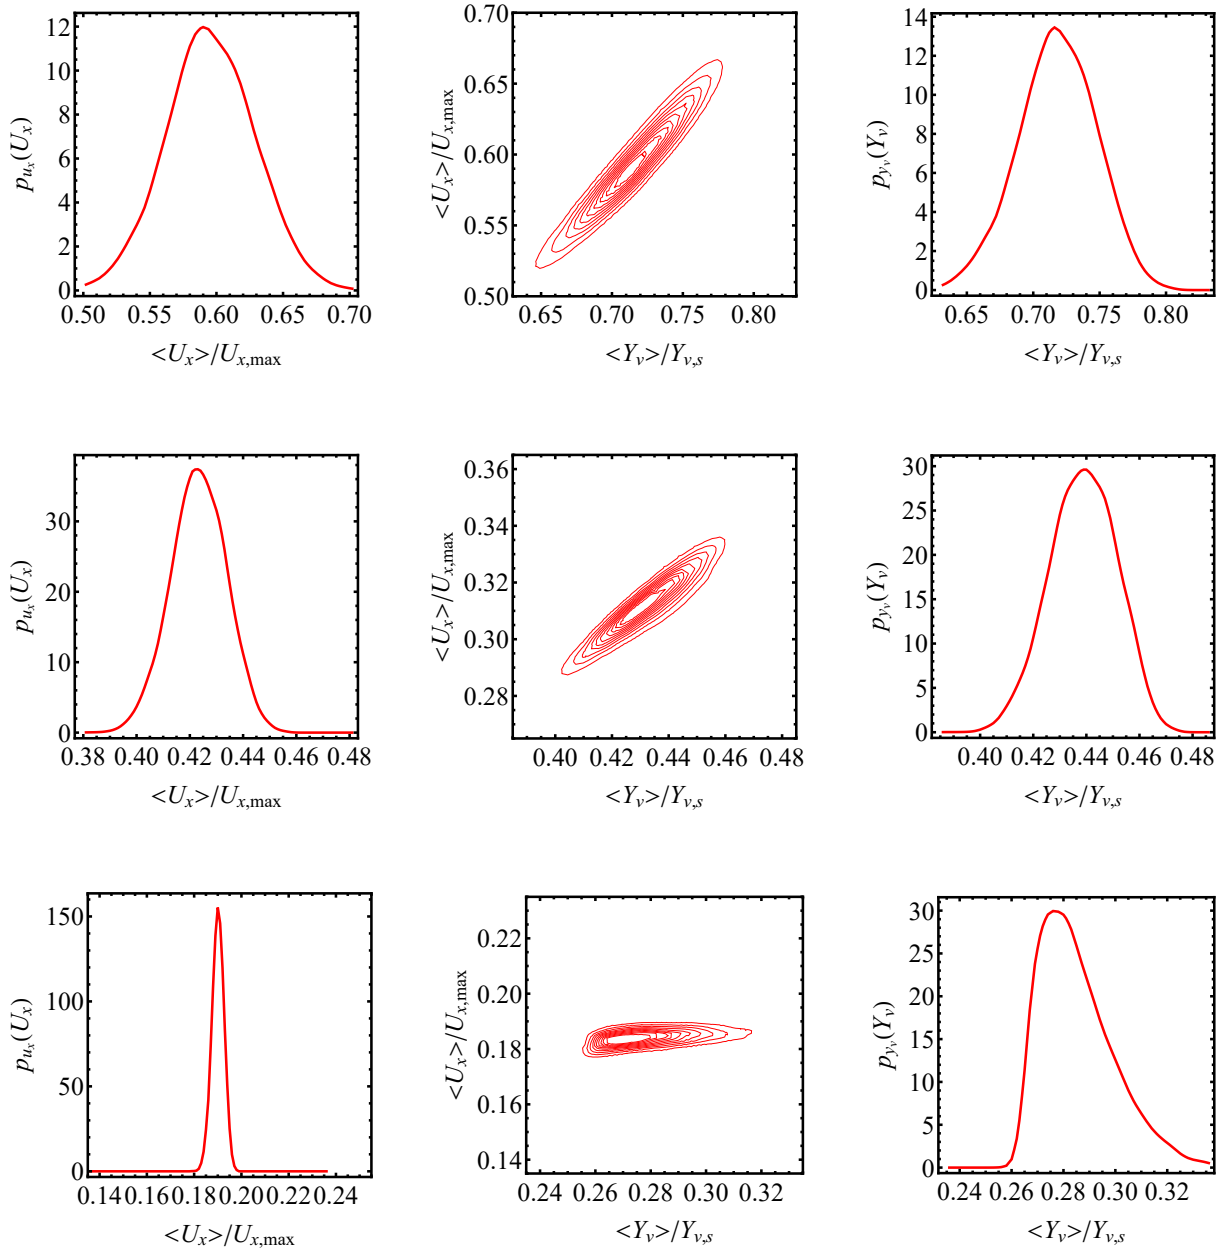 12
10
8
6
4
2
0
p_{u_x}(U_x)
0.50 0.55 0.60 0.65 0.70
<U_x>/U_{x,max}
0.70
0.65
0.60
0.55
0.50
<U_x>/U_{x,max}
0.65 0.70 0.75 0.80
<Y_v>/Y_{v,s}
14
12
10
8
6
4
2
0
p_{y_v}(Y_v)
0.65 0.70 0.75 0.80
<Y_v>/Y_{v,s}
30
20
10
0
p_{u_x}(U_x)
0.38 0.40 0.42 0.44 0.46 0.48
<U_x>/U_{x,max}
0.36
0.34
0.32
0.30
0.28
<U_x>/U_{x,max}
0.40 0.42 0.44 0.46 0.48
<Y_v>/Y_{v,s}
30
25
20
15
10
5
0
p_{y_v}(Y_v)
0.40 0.42 0.44 0.46 0.48
<Y_v>/Y_{v,s}
150
100
50
0
p_{u_x}(U_x)
0.14 0.16 0.18 0.20 0.22 0.24
<U_x>/U_{x,max}
0.22
0.20
0.18
0.16
0.14
<U_x>/U_{x,max}
0.24 0.26 0.28 0.30 0.32
<Y_v>/Y_{v,s}
30
25
20
15
10
5
0
p_{y_v}(Y_v)
0.24 0.26 0.28 0.30 0.32
<Y_v>/Y_{v,s}